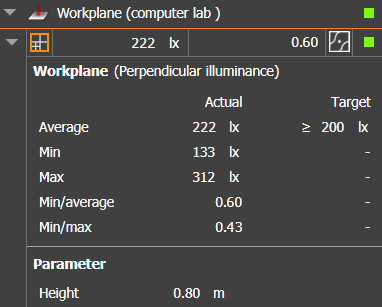 Workplane (computer lab )
222 lx 0.60
Workplane (Perpendicular illuminance)
Actual Target
Average 222 lx ≥ 200 lx
Min 133 lx -
Max 312 lx -
Min/average 0.60 -
Min/max 0.43 -
Parameter
Height 0.80 m